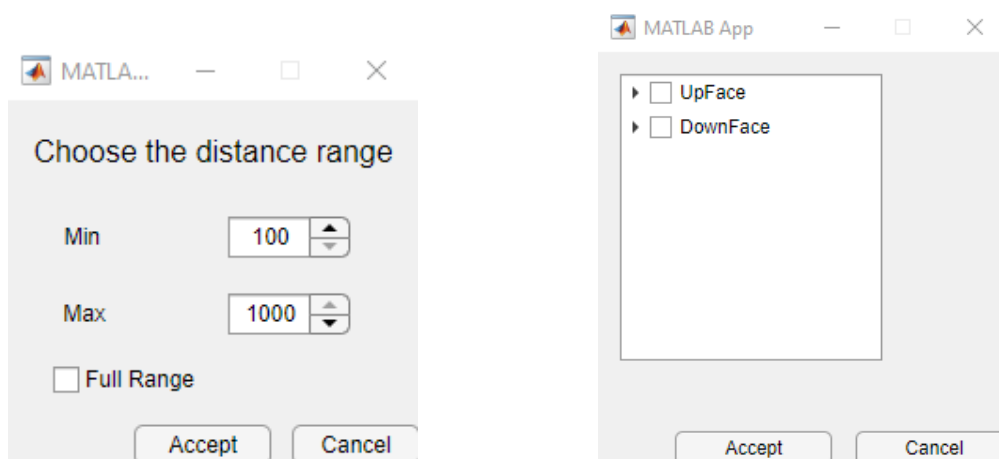 MATLA...
Choose the distance range
Min 100
Max 1000
Full Range
Accept Cancel
MATLAB App
UpFace
DownFace
Accept Cancel